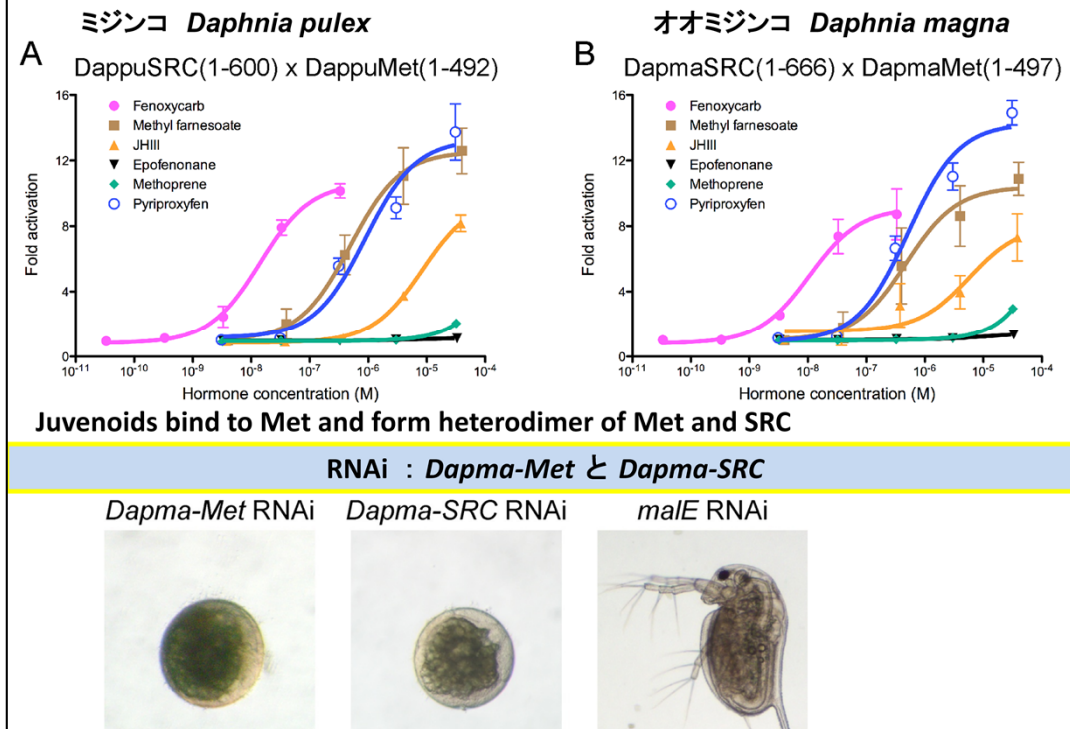 ミジンコ Daphnia pulex
オオミジンコ Daphnia magna
A
DappuSRC(1-600) x DappuMet(1-492)
Fold activation
16
12
8
4
0
Fenoxycarb
Methyl farnesoate
JHIII
Epofenonane
Methoprene
Pyriproxyfen
10-11
10-10
10-9
10-8
10-7
10-6
10-5
10-4
Hormone concentration (M)
B
DapmaSRC(1-666) x DapmaMet(1-497)
Fold activation
16
12
8
4
0
Fenoxycarb
Methyl farnesoate
JHIII
Epofenonane
Methoprene
Pyriproxyfen
10-11
10-10
10-9
10-8
10-7
10-6
10-5
10-4
Hormone concentration (M)
Juvenoids bind to Met and form heterodimer of Met and SRC
RNAi : Dapma-Met と Dapma-SRC
Dapma-Met RNAi
Dapma-SRC RNAi
malE RNAi